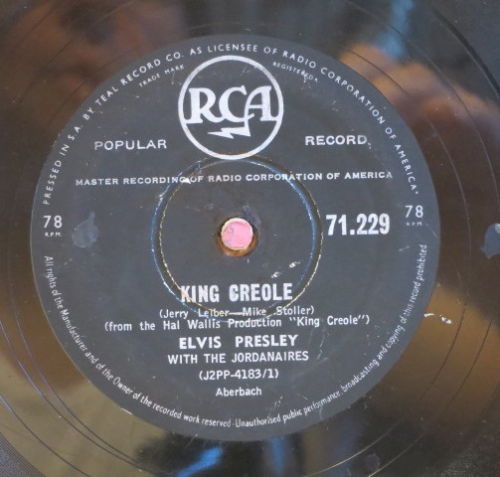 PRESSED IN S.A. BY TEAL RECORD CO. AS LICENSEE OF RADIO CORPORATION OF AMERICA.
TRADE MARK
REGISTERED
RCA
POPULAR RECORD
MASTER RECORDING OF RADIO CORPORATION OF AMERICA
78 71.229 78
R.P.M. R.P.M.
KING CREOLE
(Jerry Leiber—Mike Stoller)
(from the Hal Wallis Production "King Creole")
ELVIS PRESLEY
WITH THE JORDANAIRES
(J2PP-4183/1)
Aberbach
All rights of the Manufacturer and of the Owner of the recorded work reserved-Unauthorised public performance, broadcasting and copying of this record prohibited